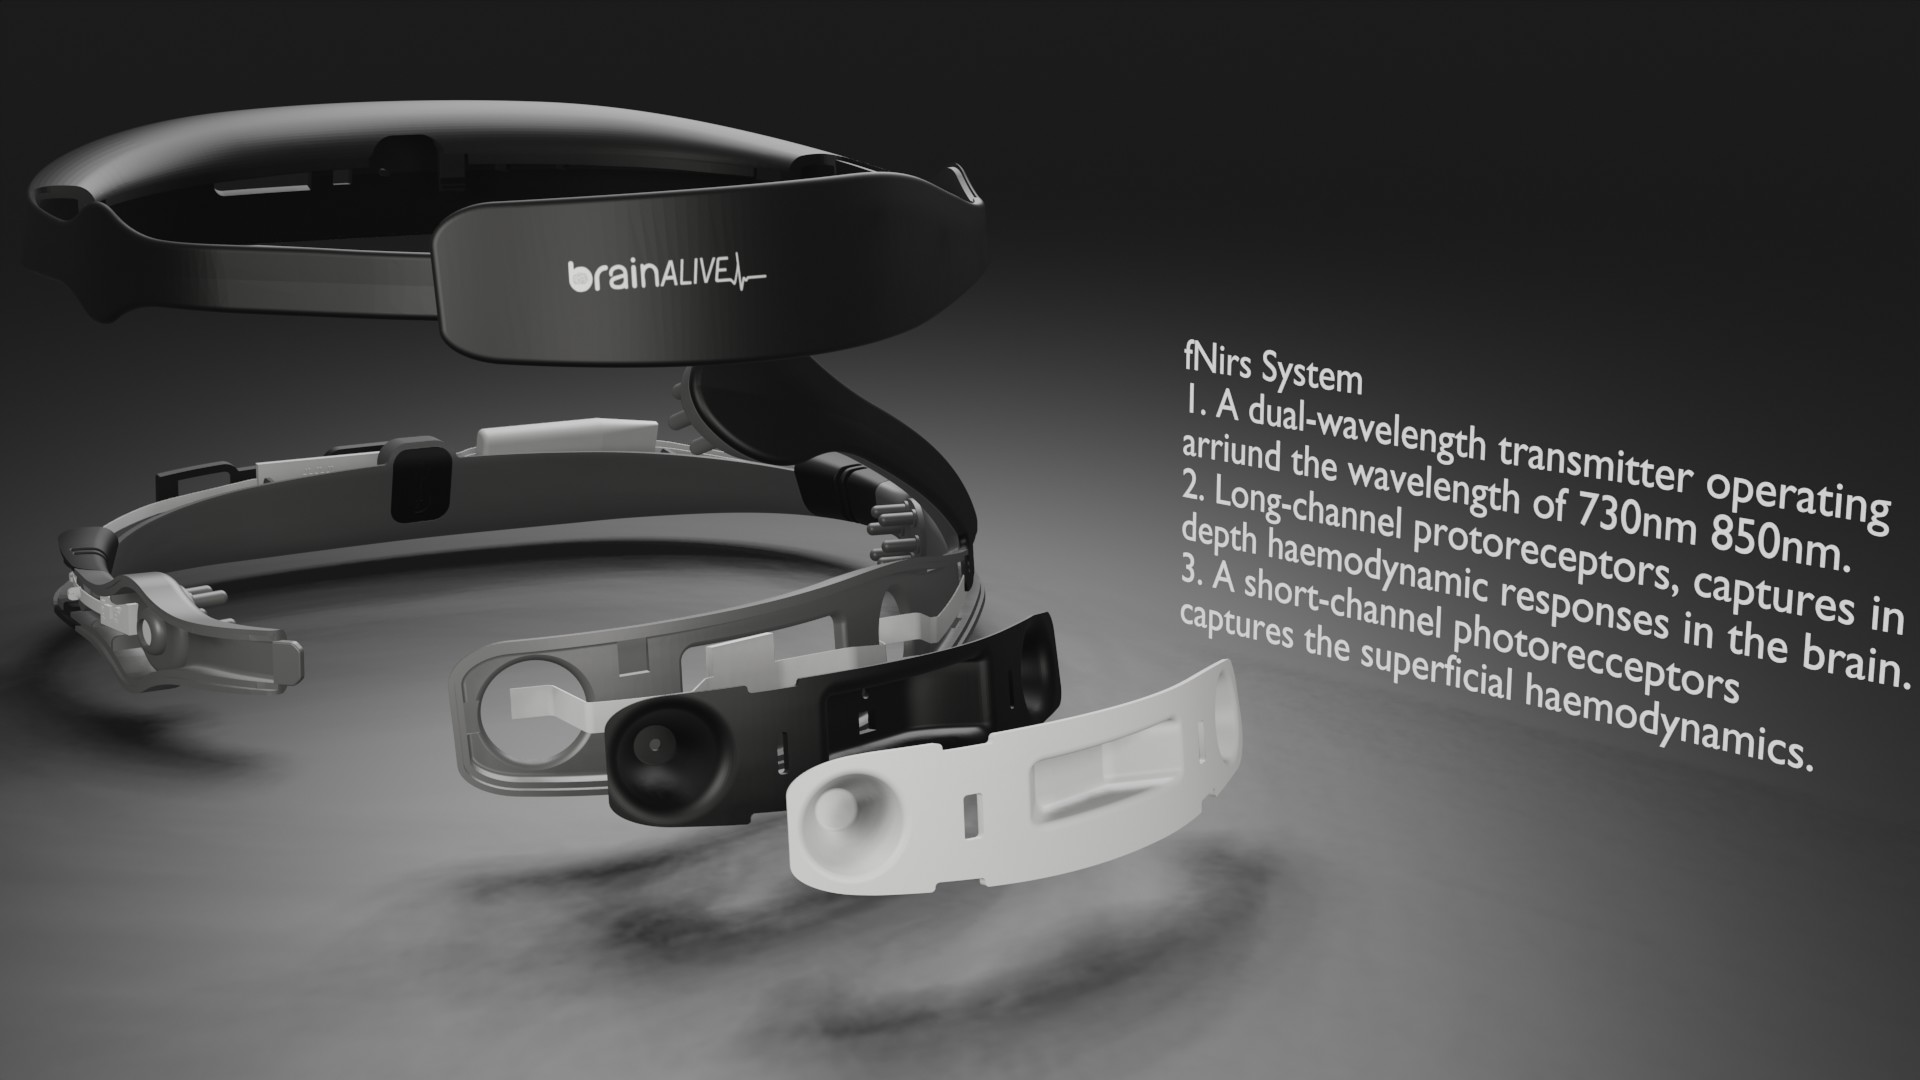 brainALIVE
fNirs System
1. A dual-wavelength transmitter operating
arriund the wavelength of 730nm 850nm.
2. Long-channel protoreceptors, captures in
depth haemodynamic responses in the brain.
3. A short-channel photorecceptors
captures the superficial haemodynamics.